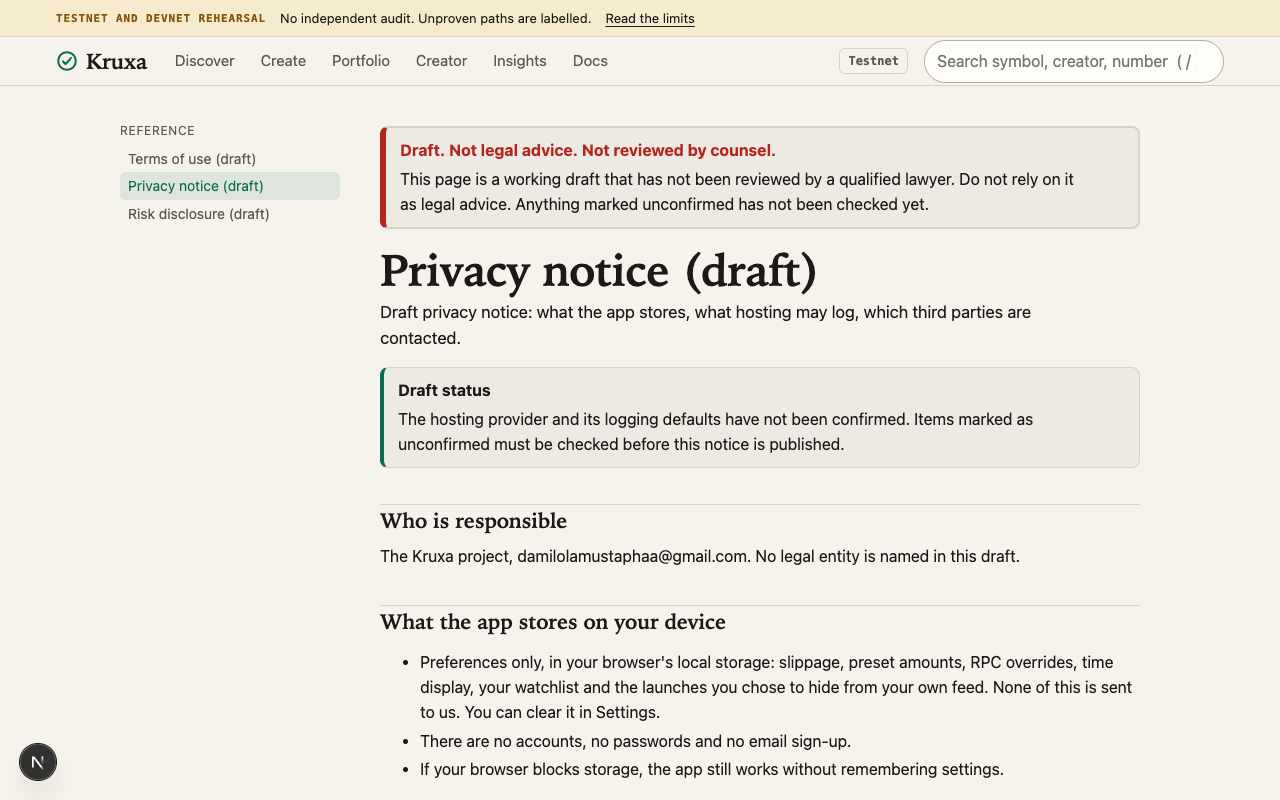 TESTNET AND DEVNET REHEARSAL No independent audit. Unproven paths are labelled. Read the limits
Kruxa Discover Create Portfolio Creator Insights Docs Testnet Search symbol, creator, number ( /
REFERENCE
Terms of use (draft)
Privacy notice (draft)
Risk disclosure (draft)
Draft. Not legal advice. Not reviewed by counsel.
This page is a working draft that has not been reviewed by a qualified lawyer. Do not rely on it
as legal advice. Anything marked unconfirmed has not been checked yet.
Privacy notice (draft)
Draft privacy notice: what the app stores, what hosting may log, which third parties are
contacted.
Draft status
The hosting provider and its logging defaults have not been confirmed. Items marked as
unconfirmed must be checked before this notice is published.
Who is responsible
The Kruxa project, damilolamustaphaa@gmail.com. No legal entity is named in this draft.
What the app stores on your device
• Preferences only, in your browser's local storage: slippage, preset amounts, RPC overrides, time
display, your watchlist and the launches you chose to hide from your own feed. None of this is sent
to us. You can clear it in Settings.
• There are no accounts, no passwords and no email sign-up.
• If your browser blocks storage, the app still works without remembering settings.
N